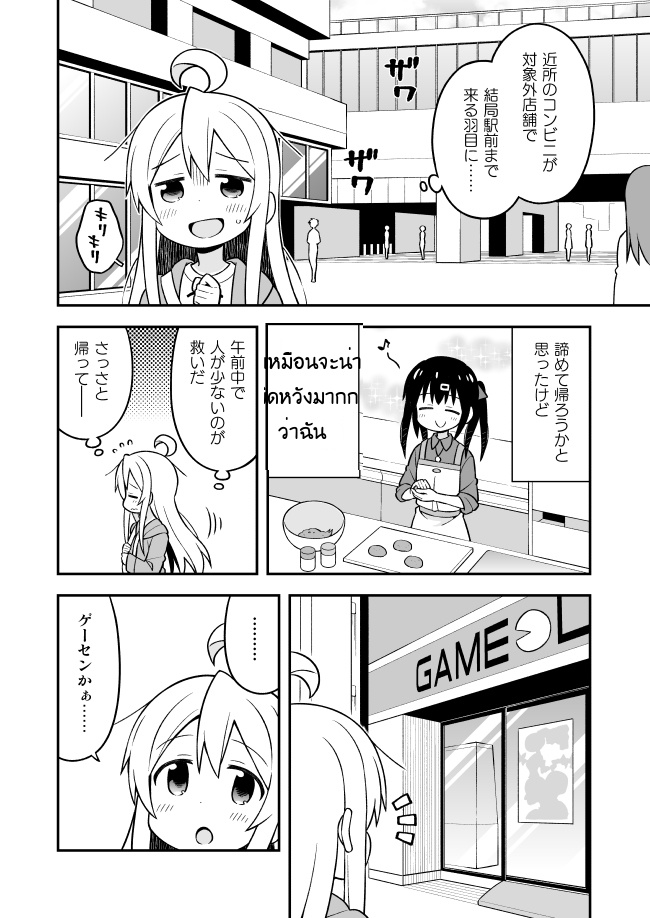 近所のコンビニが
対象外店舗で
結局駅前まで
来る羽目に……
ザワ
ザワ
キリキリ
諦めて帰ろうかと
思ったけど
เหมือนจะน่า
ิดหวังมากก
ว่าฉัน
午前中で
人が少ないのが
救いだ
さっさと
帰って――
GAME
………
ゲーセンかぁ……